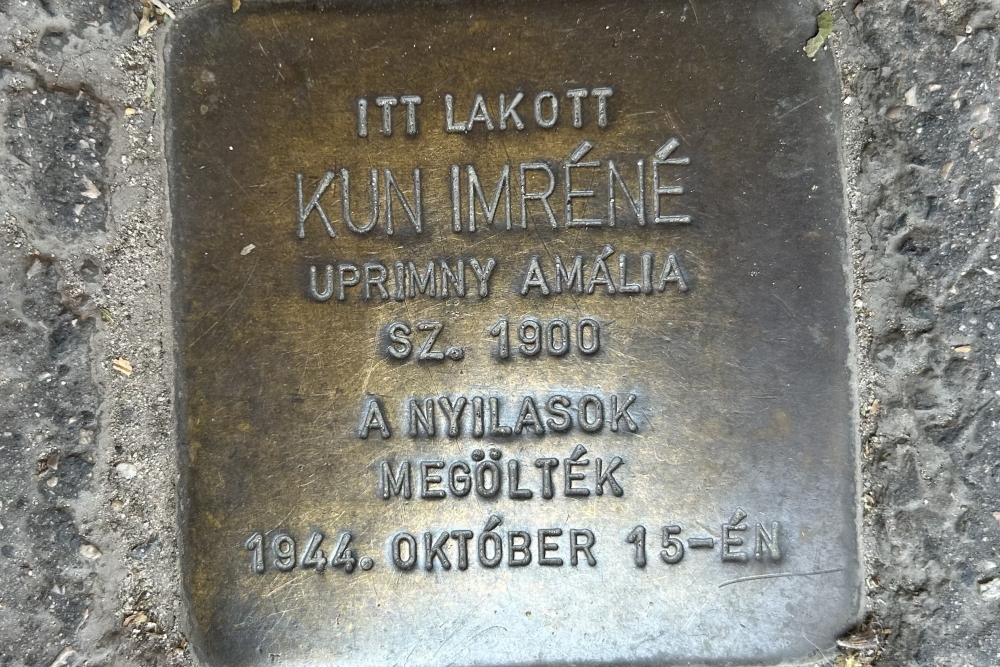 ITT LAKOTT
KUN IMRÉNÉ
UPRIMNY AMÁLIA
SZ. 1900
A NYILASOK
MEGÖLTÉK
1944. OKTÓBER 15-ÉN